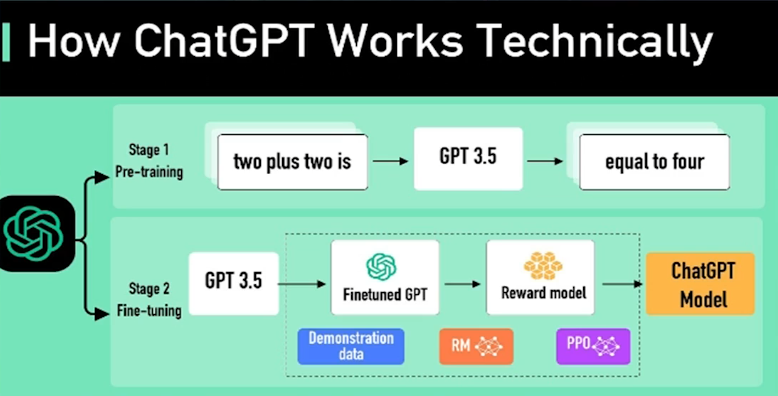 How ChatGPT Works Technically
Stage 1
Pre-training
two plus two is
GPT 3.5
equal to four
Stage 2
Fine-tuning
GPT 3.5
Finetuned GPT
Reward model
ChatGPT
Model
Demonstration
data
RM
PPO